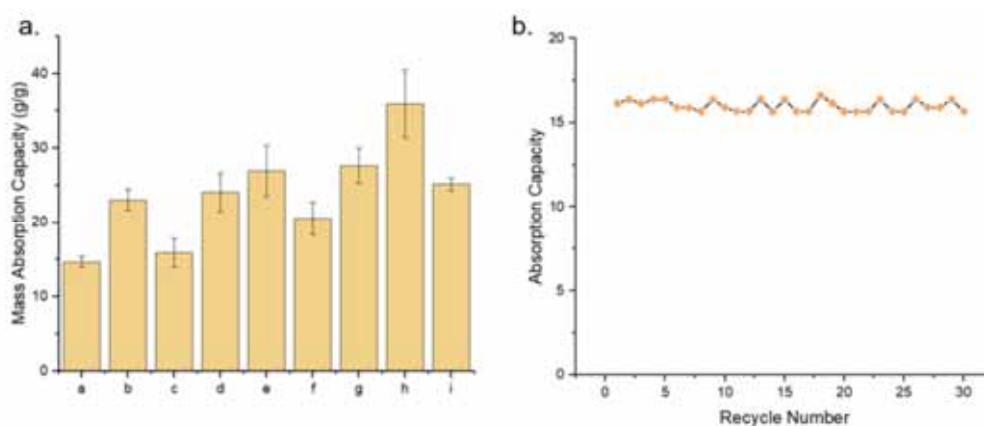 a.
Mass Absorption Capacity (g/g)
40
30
20
10
0
a b c d e f g h i
b.
Absorption Capacity
20
15
10
5
0
0 5 10 15 20 25 30
Recycle Number